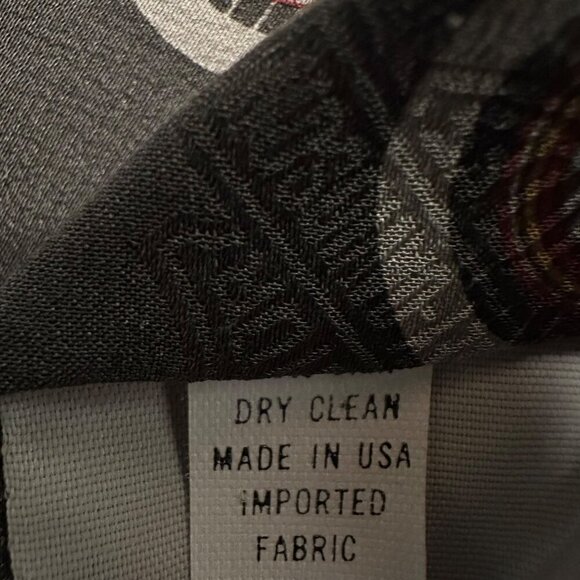 DRY CLEAN
MADE IN USA
IMPORTED
FABRIC